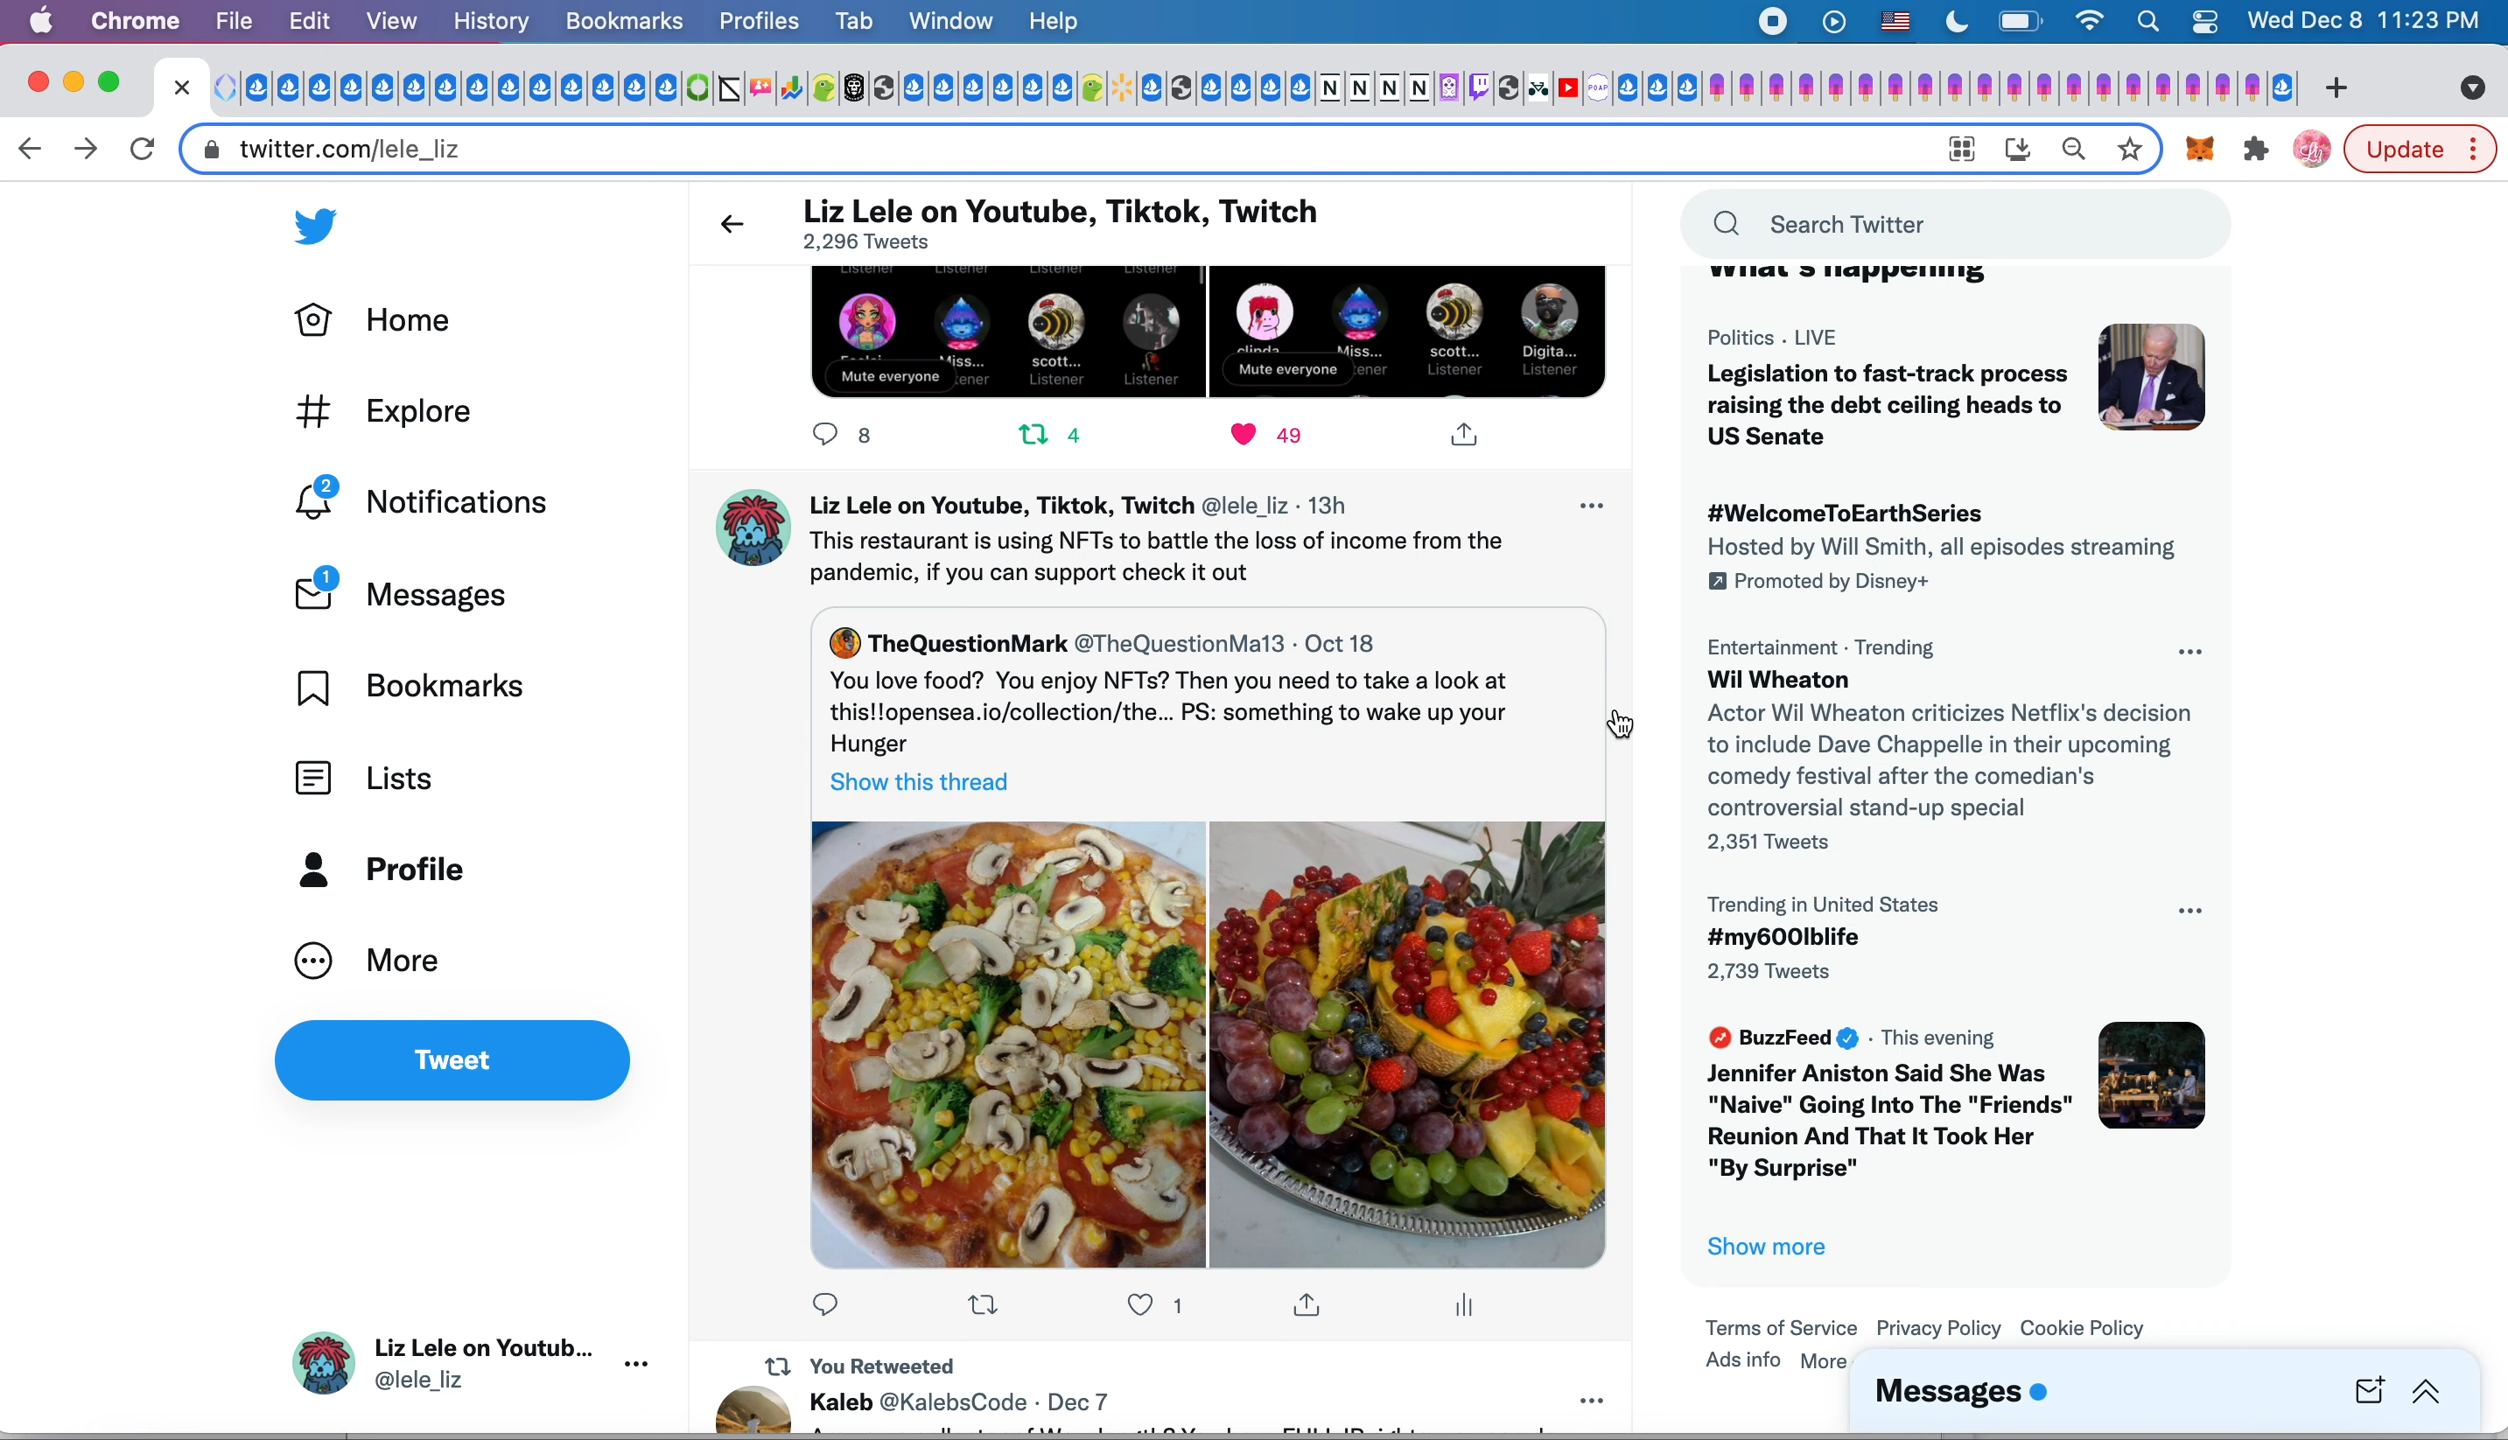 Chrome File Edit View History Bookmarks Profiles Tab Window Help Wed Dec 8 11:23 PM
twitter.com/lele_liz
Update
Liz Lele on Youtube, Tiktok, Twitch
2,296 Tweets
Search Twitter
Home
Explore
2
Notifications
1
Messages
Bookmarks
Lists
Profile
More
Tweet
Liz Lele on Youtub...
@lele_liz
Listener Listener Listener Listener
Miss... scott... Miss... scott... Digita...
Mute everyone Listener Listener Mute everyone Listener Listener
8 4 49
Liz Lele on Youtube, Tiktok, Twitch @lele_liz · 13h
This restaurant is using NFTs to battle the loss of income from the
pandemic, if you can support check it out
TheQuestionMark @TheQuestionMa13 · Oct 18
You love food? You enjoy NFTs? Then you need to take a look at
this!!opensea.io/collection/the... PS: something to wake up your
Hunger
Show this thread
1
You Retweeted
Kaleb @KalebsCode · Dec 7
What's happening
Politics · LIVE
Legislation to fast-track process
raising the debt ceiling heads to
US Senate
#WelcomeToEarthSeries
Hosted by Will Smith, all episodes streaming
Promoted by Disney+
Entertainment · Trending
Wil Wheaton
Actor Wil Wheaton criticizes Netflix's decision
to include Dave Chappelle in their upcoming
comedy festival after the comedian's
controversial stand-up special
2,351 Tweets
Trending in United States
#my600lblife
2,739 Tweets
BuzzFeed · This evening
Jennifer Aniston Said She Was
"Naive" Going Into The "Friends"
Reunion And That It Took Her
"By Surprise"
Show more
Terms of Service Privacy Policy Cookie Policy
Ads info More
Messages